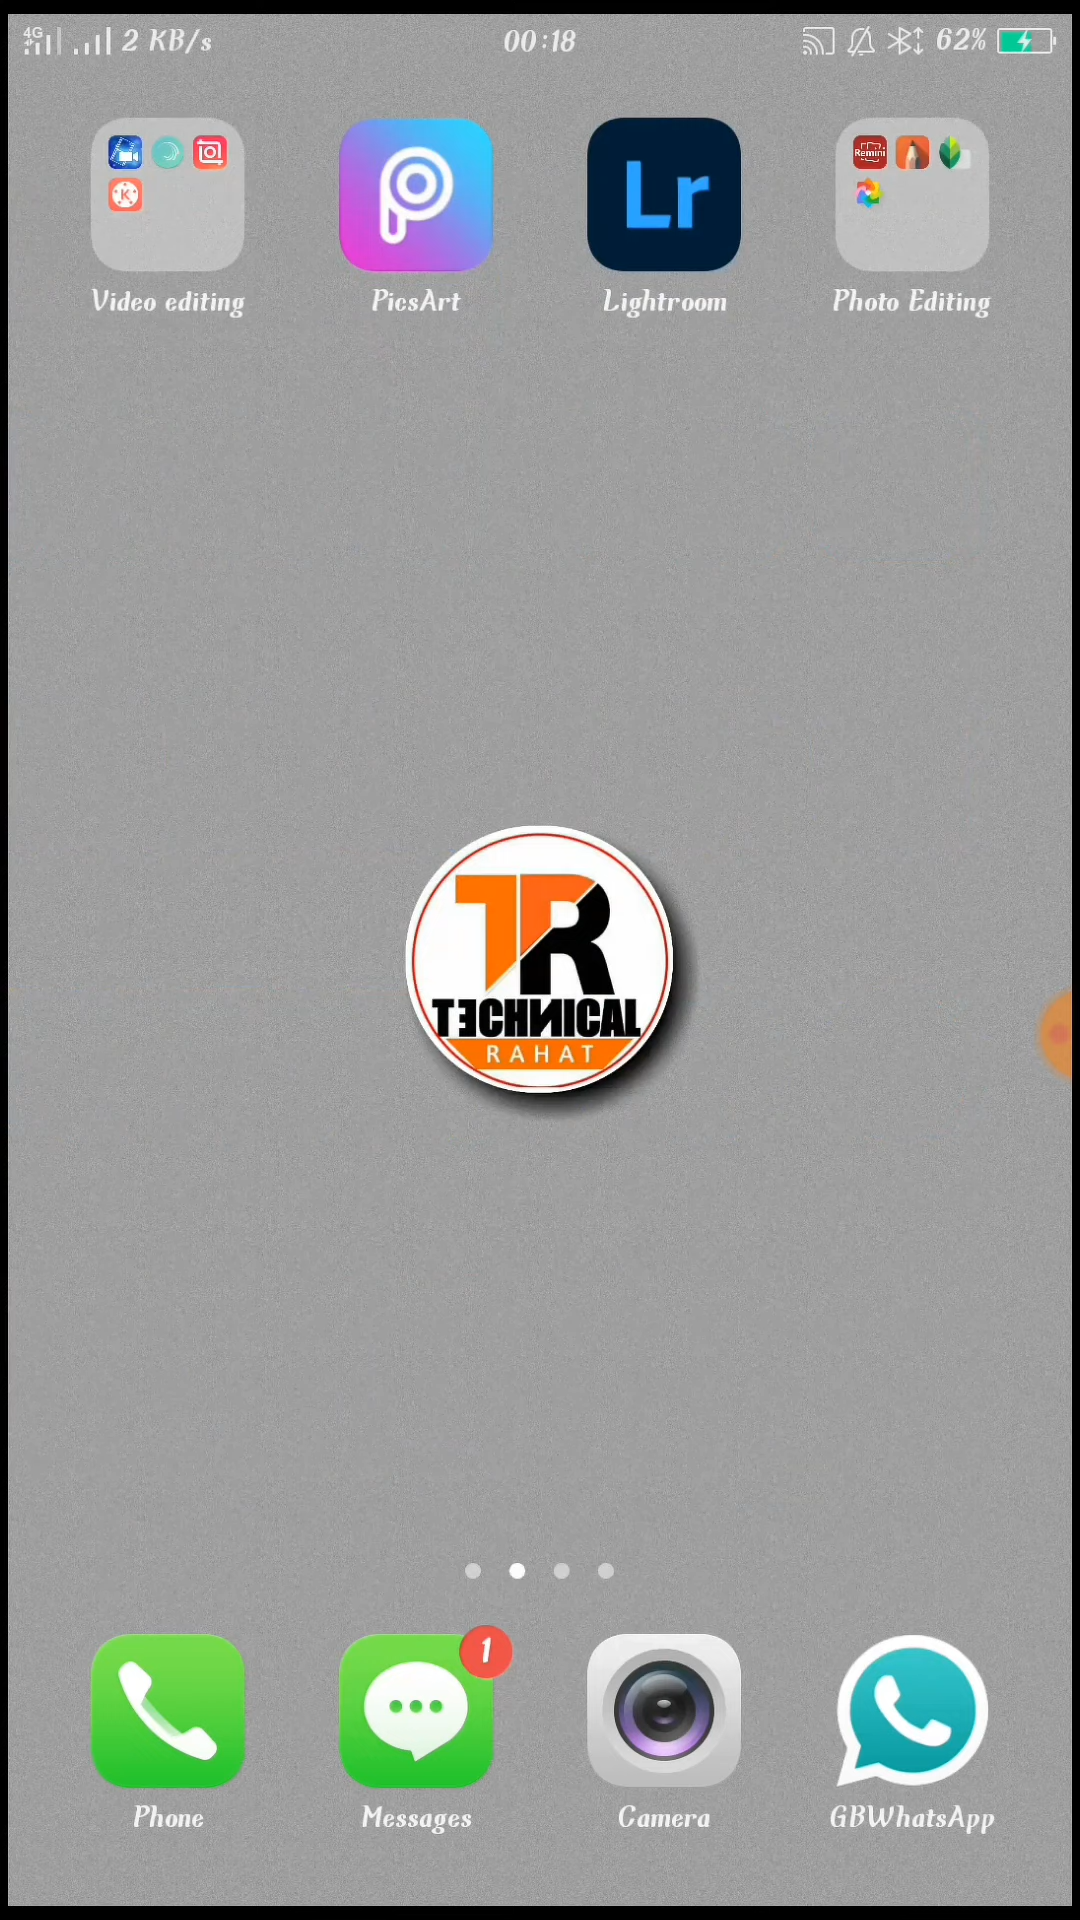 4G 2 KB/s 00:18 62%
Remini
Video editing PicsArt Lightroom Photo Editing
Lr
K
TR
TECHNICAL
RAHAT
1
Phone Messages Camera GBWhatsApp